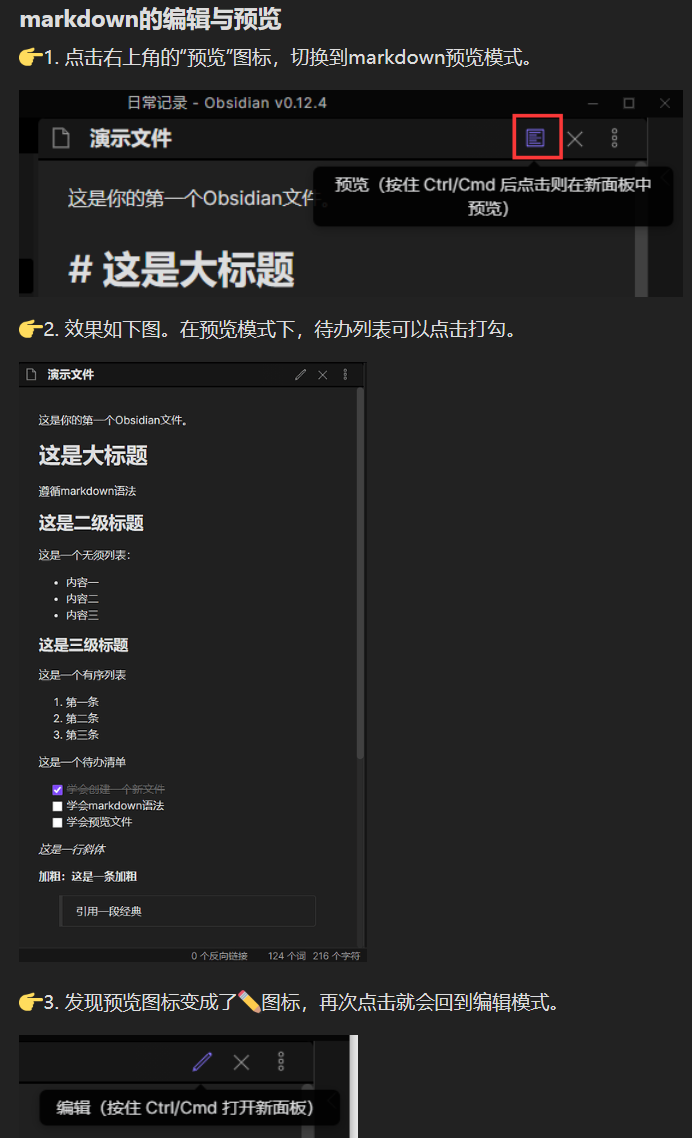 markdown的编辑与预览
👉1. 点击右上角的“预览”图标，切换到markdown预览模式。
日常记录 - Obsidian v0.12.4
演示文件
预览（按住 Ctrl/Cmd 后点击则在新面板中
预览）
这是你的第一个Obsidian文件。
# 这是大标题
👉2. 效果如下图。在预览模式下，待办列表可以点击打勾。
演示文件
这是你的第一个Obsidian文件。
这是大标题
遵循markdown语法
这是二级标题
这是一个无须列表：
• 内容一
• 内容二
• 内容三
这是三级标题
这是一个有序列表
1. 第一条
2. 第二条
3. 第三条
这是一个待办清单
学会创建一个新文件
学会markdown语法
学会预览文件
这是一行斜体
加粗：这是一条加粗
引用一段经典
0 个反向链接 124 个词 216 个字符
👉3. 发现预览图标变成了✏️图标，再次点击就会回到编辑模式。
编辑（按住 Ctrl/Cmd 打开新面板）